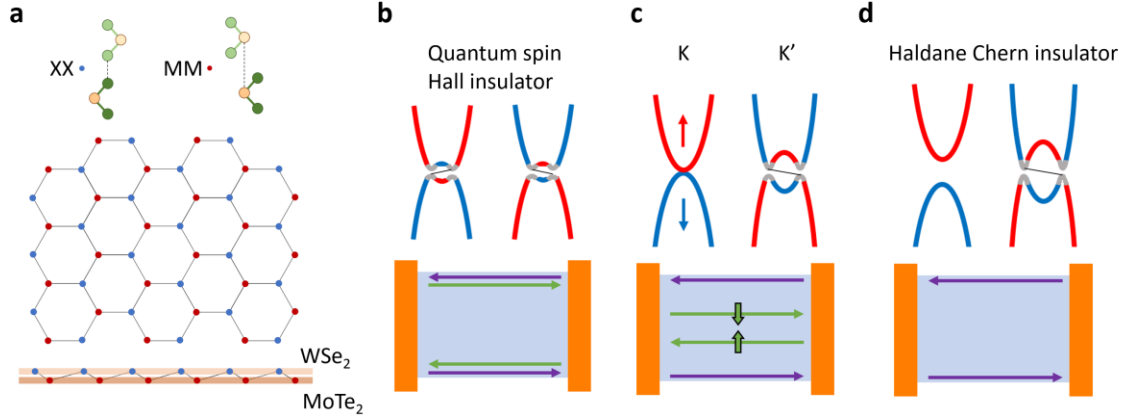 a
XX
MM
WSe₂
MoTe₂
b
Quantum spin
Hall insulator
c
K
K'
d
Haldane Chern insulator